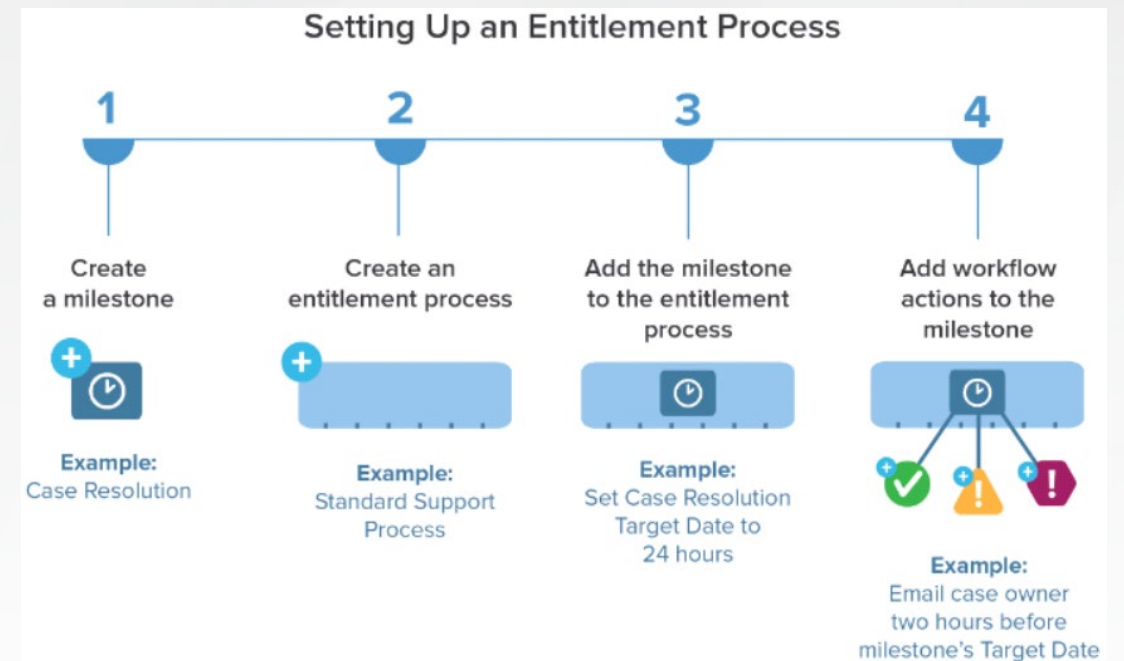 Setting Up an Entitlement Process
1
2
3
4
Create
a milestone
Create an
entitlement process
Add the milestone
to the entitlement
process
Add workflow
actions to the
milestone
Example:
Case Resolution
Example:
Standard Support
Process
Example:
Set Case Resolution
Target Date to
24 hours
Example:
Email case owner
two hours before
milestone's Target Date